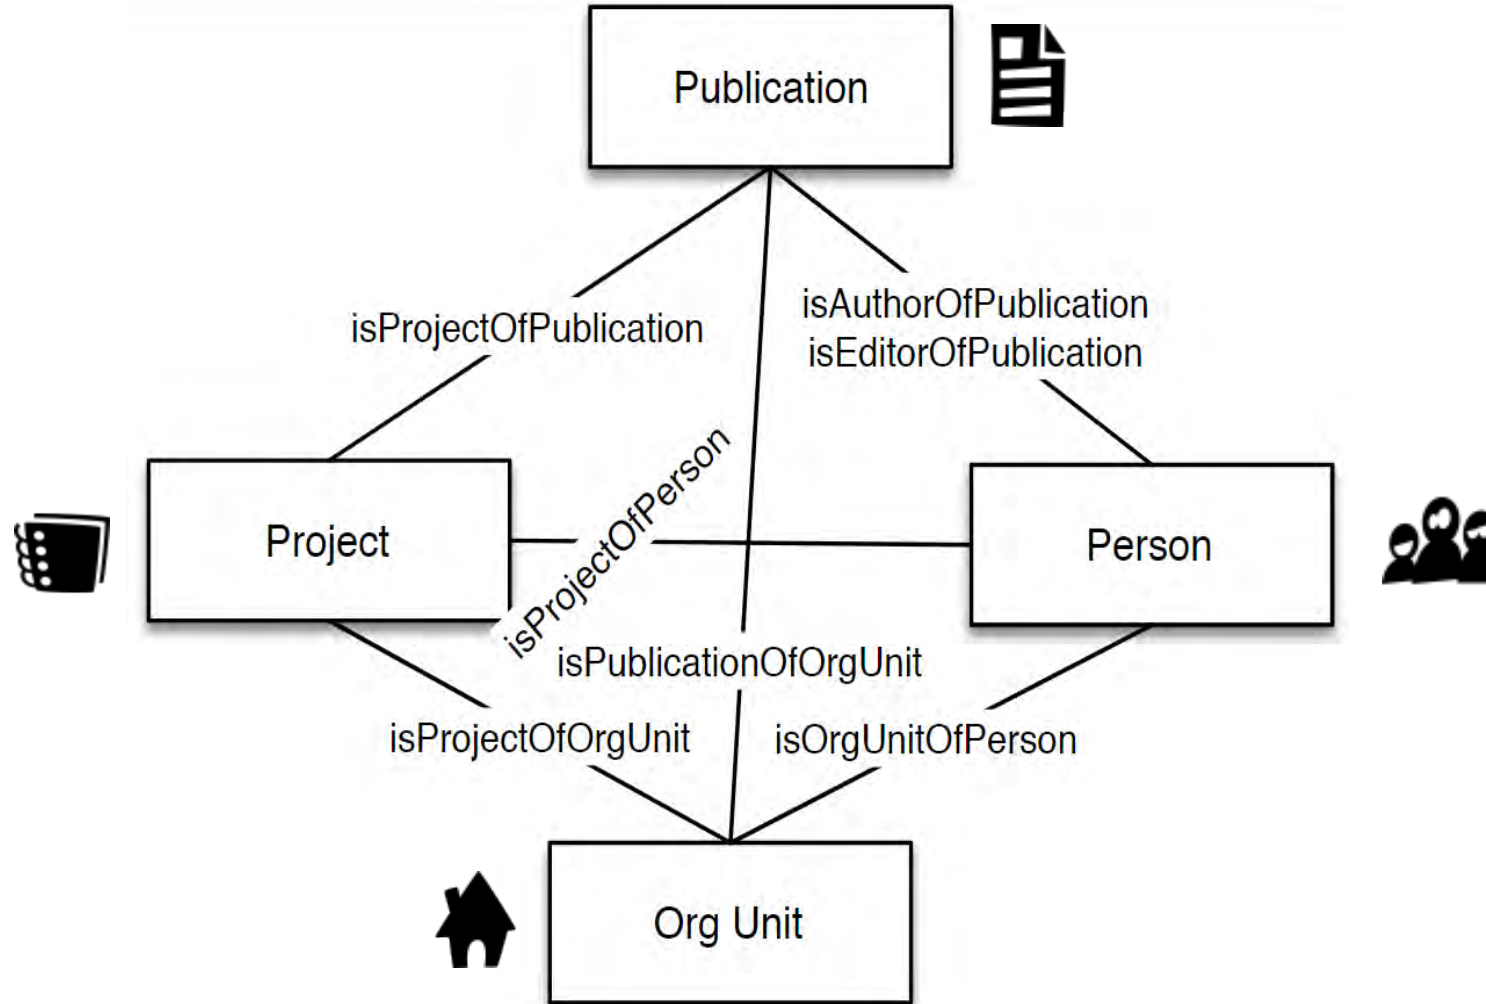 Publication
isAuthorOfPublication
isProjectOfPublication
isEditorOfPublication
isProjectOfPerson
Project
Person
isPublicationOfOrgUnit
isProjectOfOrgUnit
isOrgUnitOfPerson
Org Unit